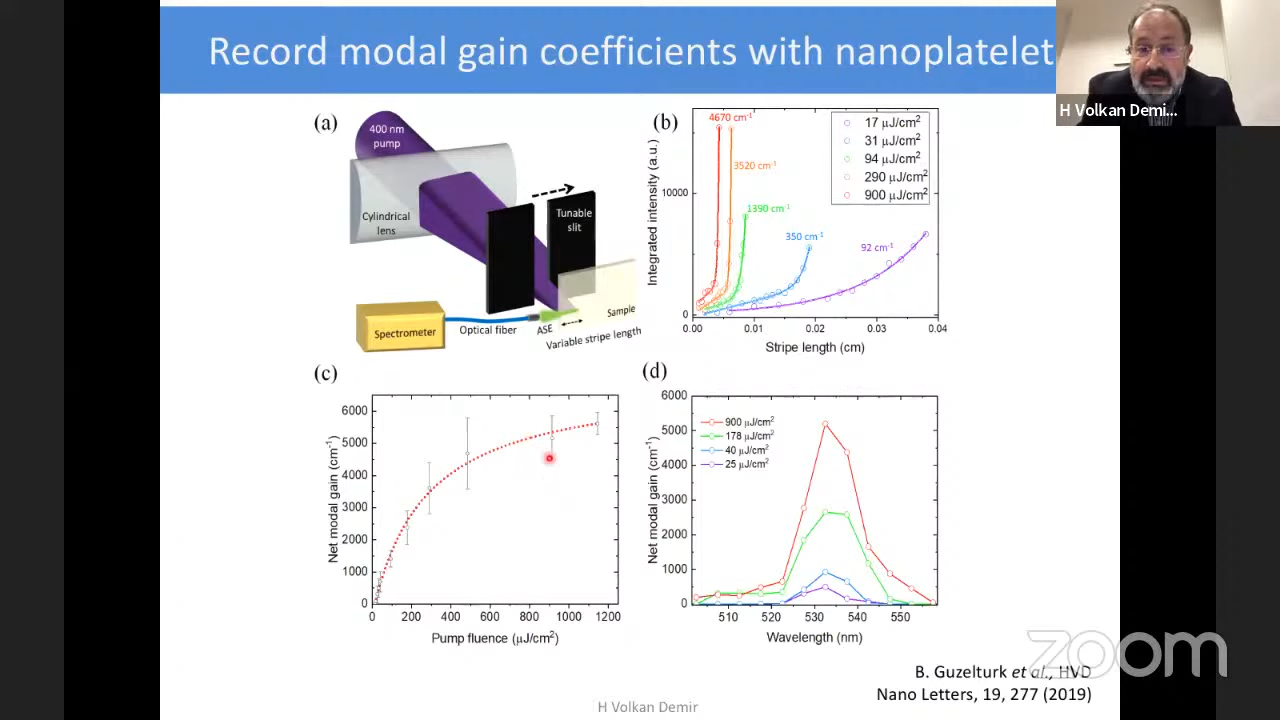 Record modal gain coefficients with nanoplatelet
H Volkan Demi...
(a)
400 nm
pump
Cylindrical
lens
Tunable
slit
Spectrometer
Optical fiber
ASE
Sample
Variable stripe length
(b)
Integrated intensity (a.u.)
10000
0
4670 cm⁻¹
3520 cm⁻¹
1390 cm⁻¹
350 cm⁻¹
92 cm⁻¹
17 μJ/cm²
31 μJ/cm²
94 μJ/cm²
290 μJ/cm²
900 μJ/cm²
0.00 0.01 0.02 0.03 0.04
Stripe length (cm)
(c)
Net modal gain (cm⁻¹)
6000
5000
4000
3000
2000
1000
0
0 200 400 600 800 1000 1200
Pump fluence (μJ/cm²)
(d)
Net modal gain (cm⁻¹)
6000
5000
4000
3000
2000
1000
0
900 μJ/cm²
178 μJ/cm²
40 μJ/cm²
25 μJ/cm²
510 520 530 540 550
Wavelength (nm)
zoom
B. Guzelturk et al., HVD
Nano Letters, 19, 277 (2019)
H Volkan Demir